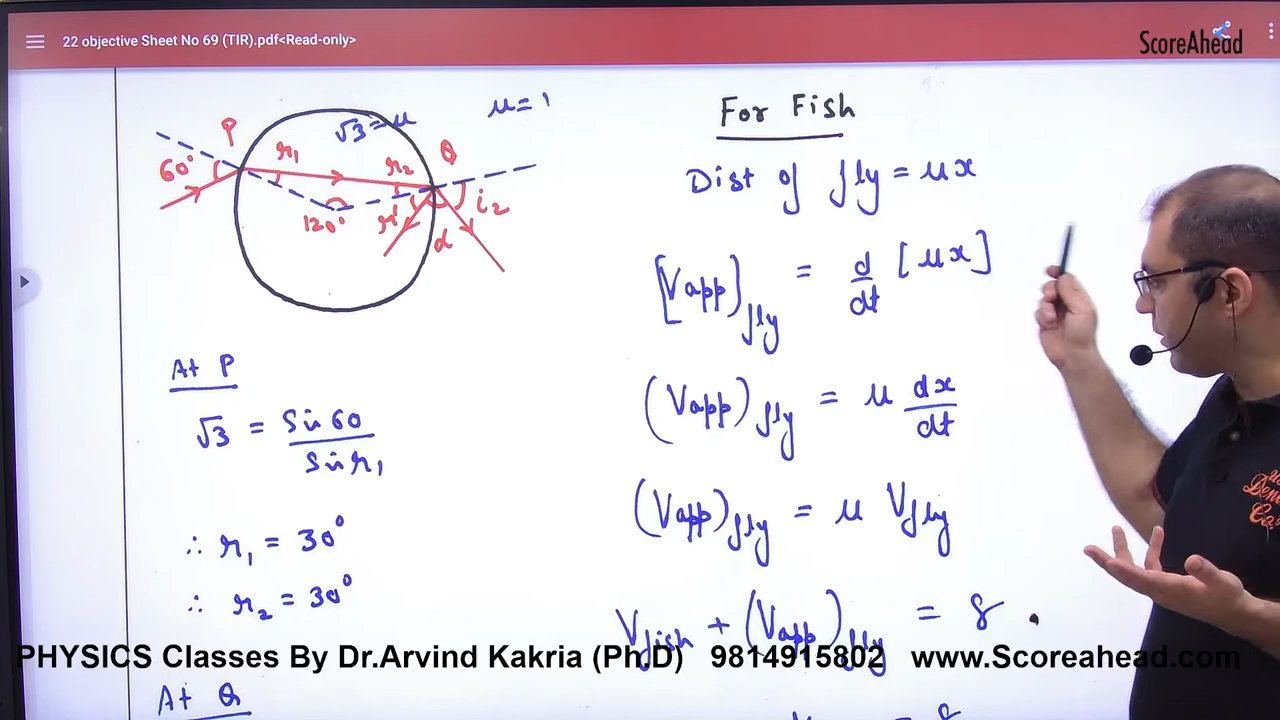 22 objective Sheet No 69 (TIR).pdf<Read-only>
ScoreAhead
P
60°
r₁
√3 = μ
μ = 1
r₂
Q
120°
r'
i₂
α
At P
√3 = Sin 60 / Sin r₁
∴ r₁ = 30°
∴ r₂ = 30°
At Q
For Fish
Dist of fly = μx
[Vapp]fly = d/dt [μx]
(Vapp)fly = μ dx/dt
(Vapp)fly = μ Vfly
Vfish + (Vapp)fly = 8
= 8
PHYSICS Classes By Dr.Arvind Kakria (Ph.D) 9814915802 www.Scoreahead.com